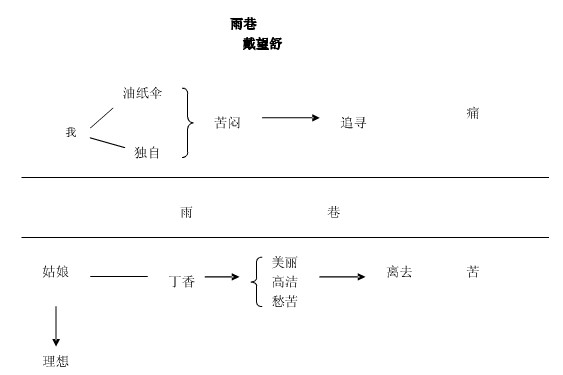 雨巷
戴望舒
油纸伞
我
独自
苦闷
追寻
痛
雨 巷
姑娘
丁香
美丽
高洁
愁苦
离去
苦
理想